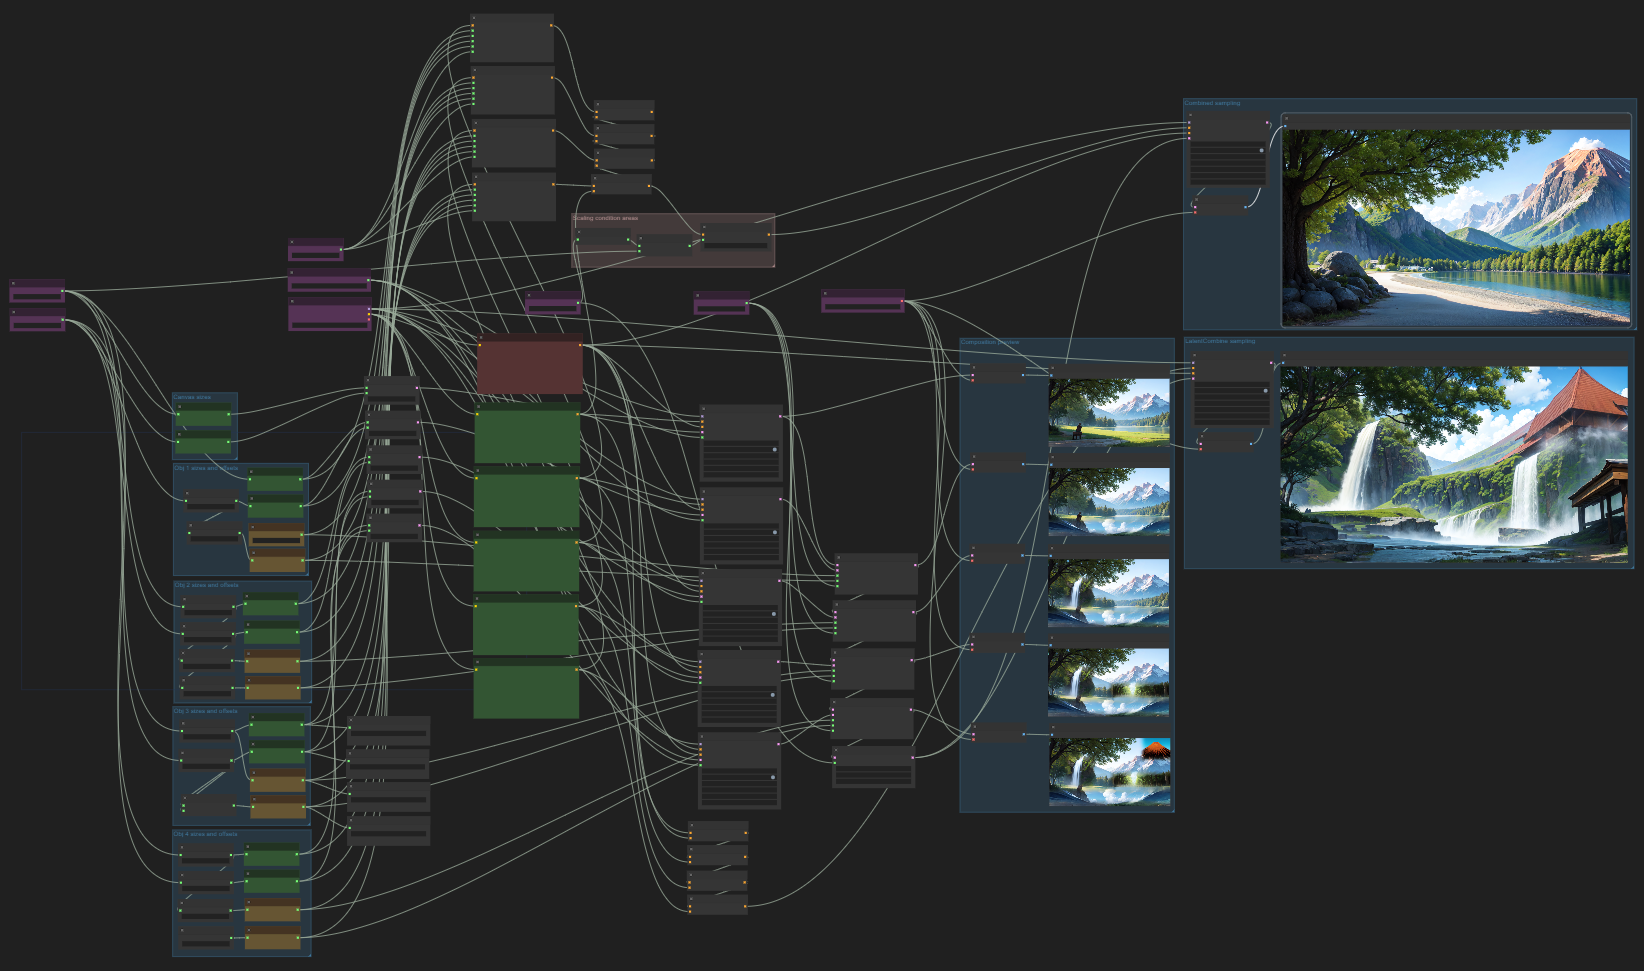 Combined sampling
Scaling condition areas
Composition preview
LatentCombine sampling
Canvas sizes
Obj 1 sizes and offsets
Obj 2 sizes and offsets
Obj 3 sizes and offsets
Obj 4 sizes and offsets